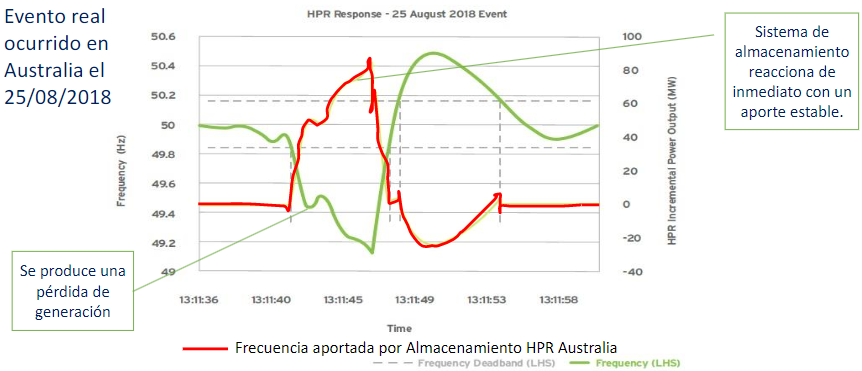 Evento real
ocurrido en
Australia el
25/08/2018
HPR Response - 25 August 2018 Event
Sistema de
almacenamiento
reacciona de
inmediato con un
aporte estable.
Se produce una
pérdida de
generación
Frequency (Hz)
50.6
50.4
50.2
50
49.8
49.6
49.4
49.2
49
100
80
60
40
20
0
-20
-40
HPR Incremental Power Output (MW)
13:11:36
13:11:40
13:11:45
13:11:49
13:11:53
13:11:58
Time
Frecuencia aportada por Almacenamiento HPR Australia
Frequency Deadband (LHS)
Frequency (LHS)